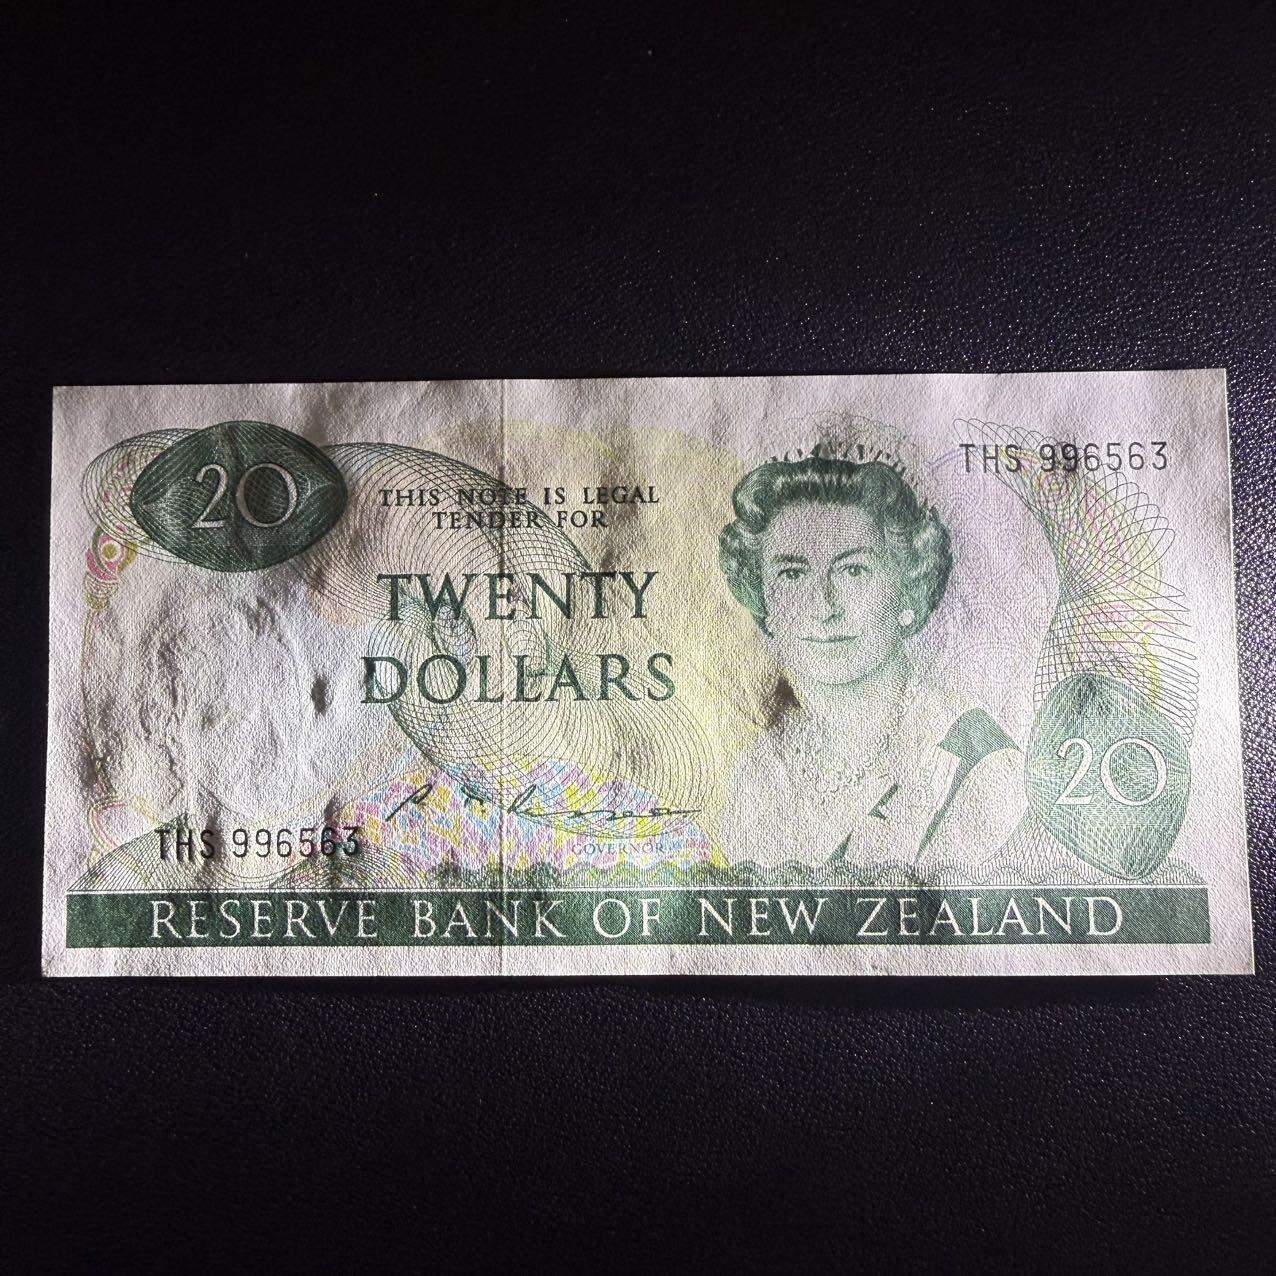 THS 996563
20
THIS NOTE IS LEGAL
TENDER FOR
TWENTY
DOLLARS
20
GOVERNOR
THS 996563
RESERVE BANK OF NEW ZEALAND